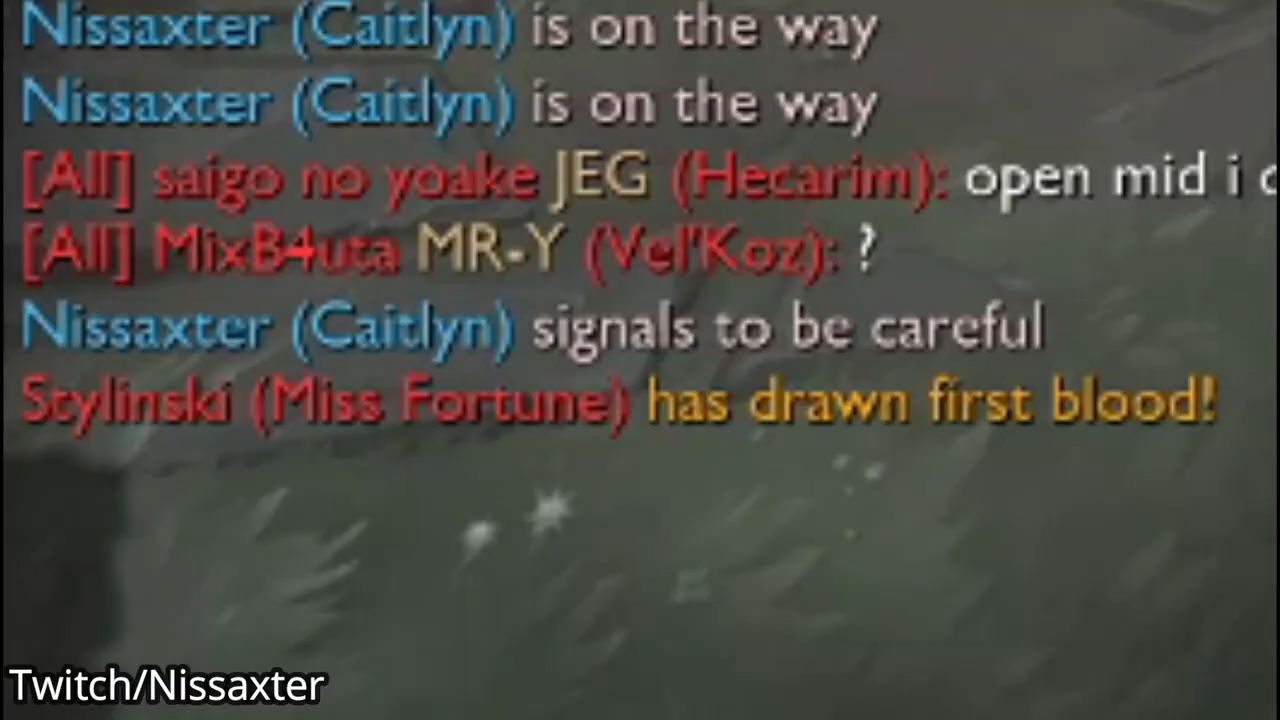 Nissaxter (Caitlyn) is on the way
Nissaxter (Caitlyn) is on the way
[All] saigo no yoake JEG (Hecarim): open mid i
[All] MixB4uta MR-Y (Vel'Koz): ?
Nissaxter (Caitlyn) signals to be careful
Stylinski (Miss Fortune) has drawn first blood!
Twitch/Nissaxter